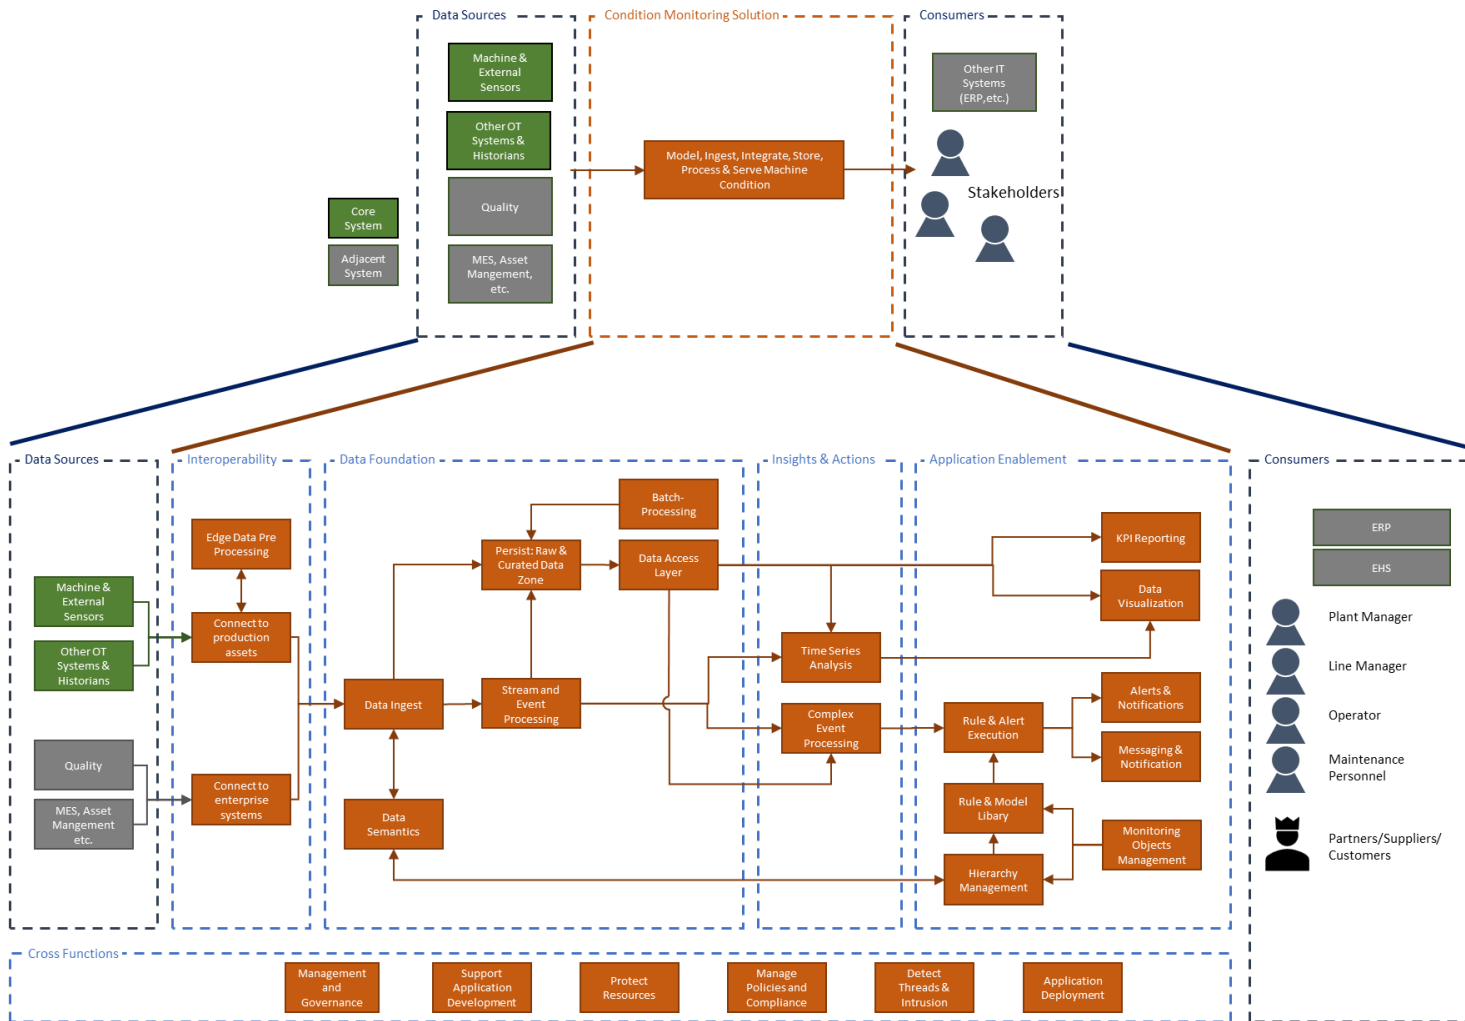 Data Sources
Condition Monitoring Solution
Consumers
Machine &
External
Sensors
Other OT
Systems &
Historians
Quality
MES, Asset
Mangement,
etc.
Core
System
Adjacent
System
Model, Ingest, Integrate, Store,
Process & Serve Machine
Condition
Other IT
Systems
(ERP,etc.)
Stakeholders
Data Sources
Interoperability
Data Foundation
Insights & Actions
Application Enablement
Consumers
Machine &
External
Sensors
Other OT
Systems &
Historians
Quality
MES, Asset
Mangement
etc.
Edge Data Pre
Processing
Connect to
production
assets
Connect to
enterprise
systems
Batch-
Processing
Persist: Raw &
Curated Data
Zone
Data Access
Layer
Data Ingest
Stream and
Event
Processing
Data
Semantics
Time Series
Analysis
Complex
Event
Processing
KPI Reporting
Data
Visualization
Rule & Alert
Execution
Alerts &
Notifications
Messaging &
Notification
Rule & Model
Libary
Monitoring
Objects
Management
Hierarchy
Management
ERP
EHS
Plant Manager
Line Manager
Operator
Maintenance
Personnel
Partners/Suppliers/
Customers
Cross Functions
Management
and
Governance
Support
Application
Development
Protect
Resources
Manage
Policies and
Compliance
Detect
Threads &
Intrusion
Application
Deployment